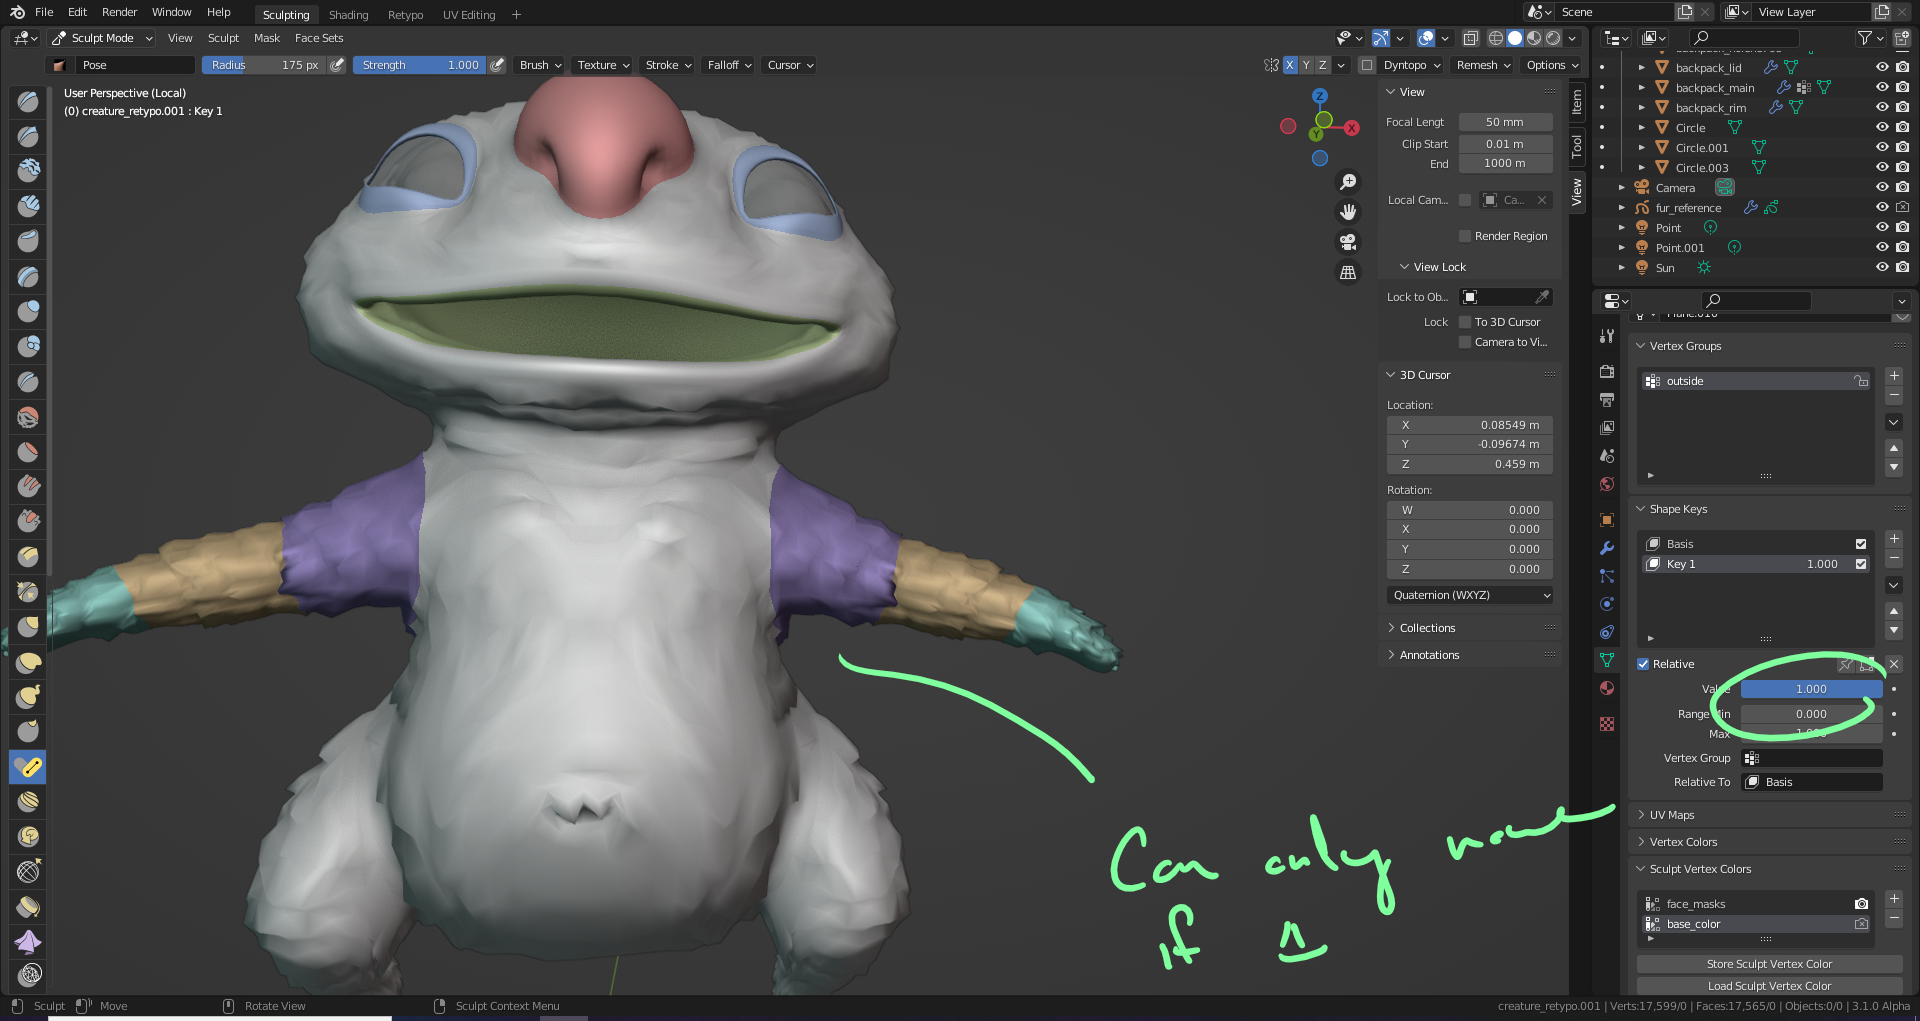 File Edit Render Window Help Sculpting Shading Retypo UV Editing + Scene View Layer
Sculpt Mode View Sculpt Mask Face Sets
Pose Radius 175 px Strength 1.000 Brush Texture Stroke Falloff Cursor X Y Z Dyntopo Remesh Options
User Perspective (Local)
(0) creature_retypo.001 : Key 1
Z
X
Y
View
Focal Lengt 50 mm
Clip Start 0.01 m
End 1000 m
Local Cam... Ca...
Render Region
View Lock
Lock to Ob...
Lock To 3D Cursor
Camera to Vi...
3D Cursor
Location:
X 0.08549 m
Y -0.09674 m
Z 0.459 m
Rotation:
W 0.000
X 0.000
Y 0.000
Z 0.000
Quaternion (WXYZ)
Collections
Annotations
Item
Tool
View
backpack_lid
backpack_main
backpack_rim
Circle
Circle.001
Circle.003
Camera
fur_reference
Point
Point.001
Sun
Vertex Groups
outside
Shape Keys
Basis
Key 1 1.000
Relative
Value 1.000
Range Min 0.000
Max 1.000
Vertex Group
Relative To Basis
UV Maps
Vertex Colors
Sculpt Vertex Colors
face_masks
base_color
Store Sculpt Vertex Color
Load Sculpt Vertex Color
Can only move
if 1
Sculpt Move Rotate View Sculpt Context Menu creature_retypo.001 | Verts:17,599/0 | Faces:17,565/0 | Objects:0/0 | 3.1.0 Alpha